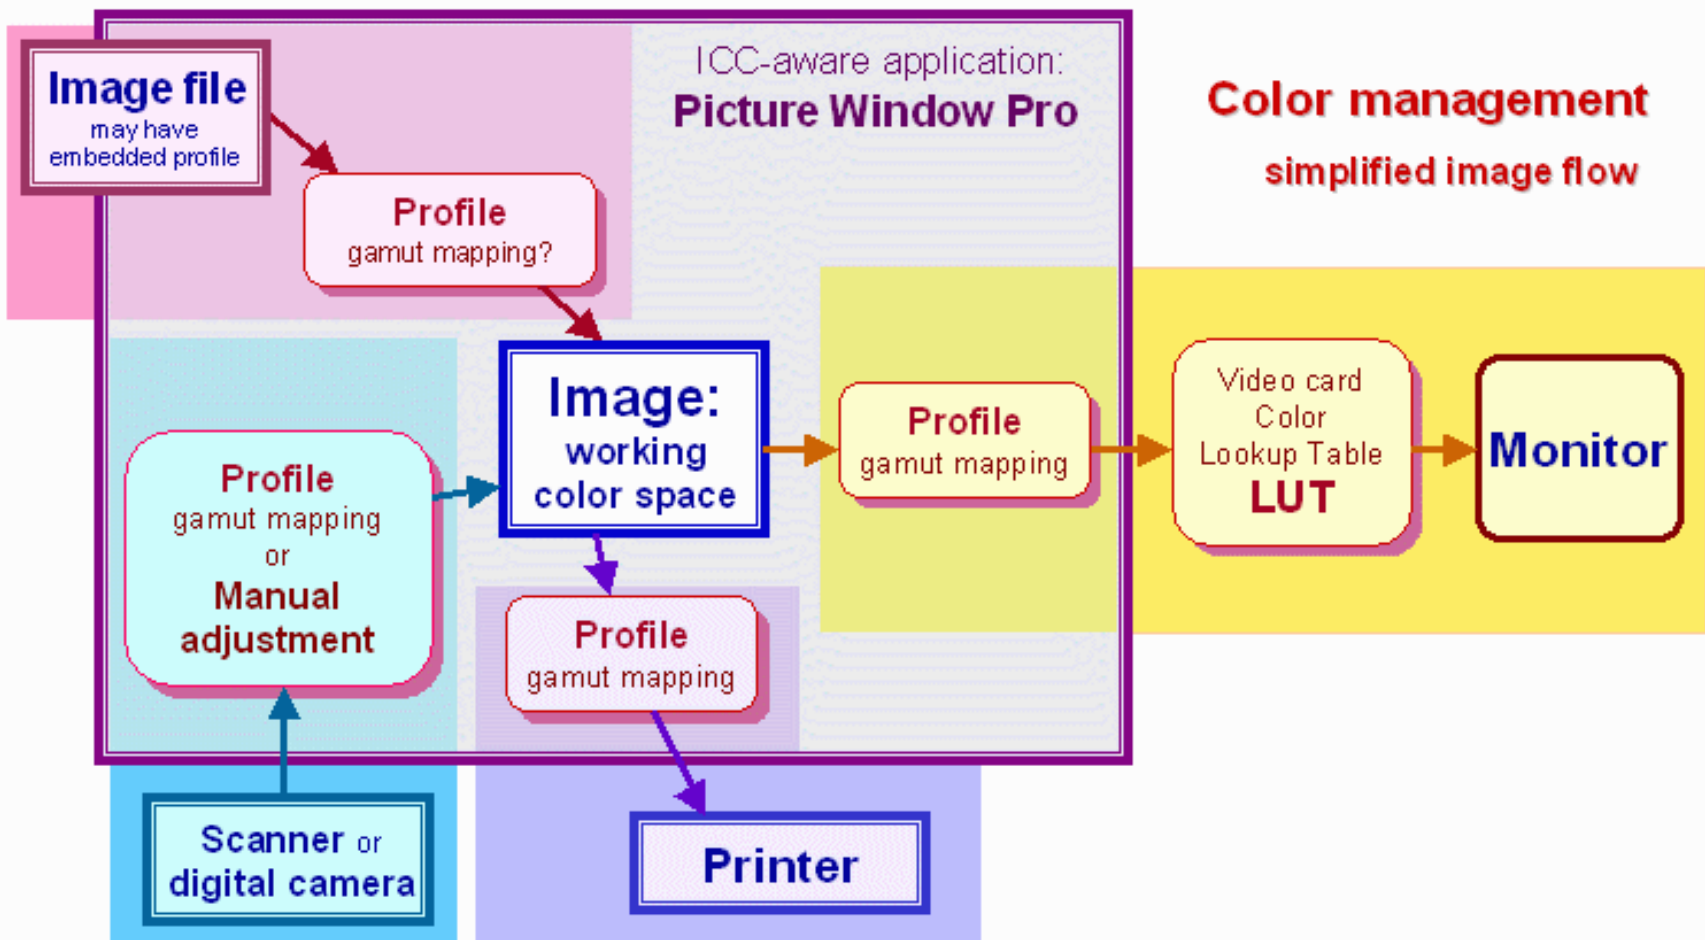 Image file
may have
embedded profile
ICC-aware application:
Picture Window Pro
Color management
simplified image flow
Profile
gamut mapping?
Image:
working
color space
Profile
gamut mapping
Video card
Color
Lookup Table
LUT
Monitor
Profile
gamut mapping
or
Manual
adjustment
Profile
gamut mapping
Scanner or
digital camera
Printer